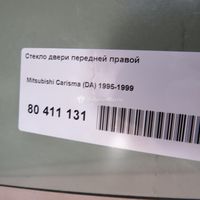 Стекло двери передней правой
Mitsubishi Carisma (DA) 1995-1999
80 411 131